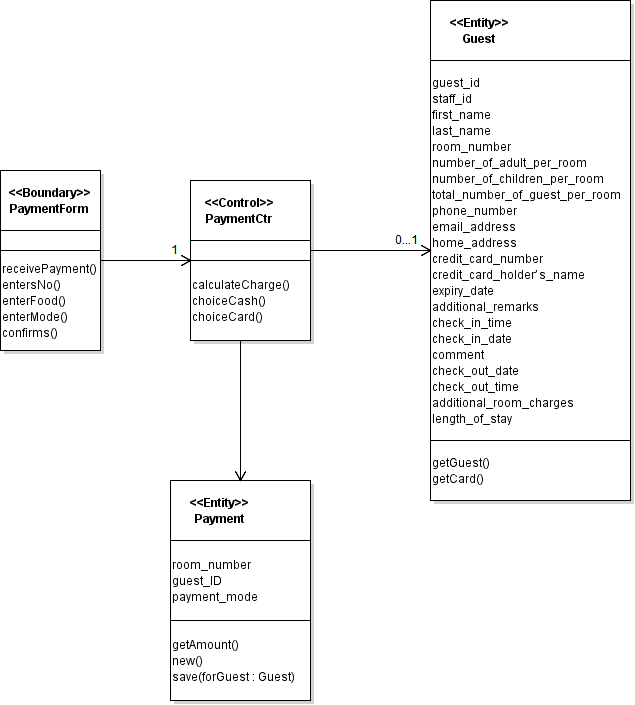 <<Entity>>
Guest
guest_id
staff_id
first_name
last_name
room_number
number_of_adult_per_room
number_of_children_per_room
total_number_of_guest_per_room
phone_number
email_address
home_address
credit_card_number
credit_card_holder's_name
expiry_date
additional_remarks
check_in_time
check_in_date
comment
check_out_date
check_out_time
additional_room_charges
length_of_stay
getGuest()
getCard()
<<Boundary>>
PaymentForm
receivePayment()
entersNo()
enterFood()
enterMode()
confirms()
1
<<Control>>
PaymentCtr
calculateCharge()
choiceCash()
choiceCard()
0...1
<<Entity>>
Payment
room_number
guest_ID
payment_mode
getAmount()
new()
save(forGuest : Guest)